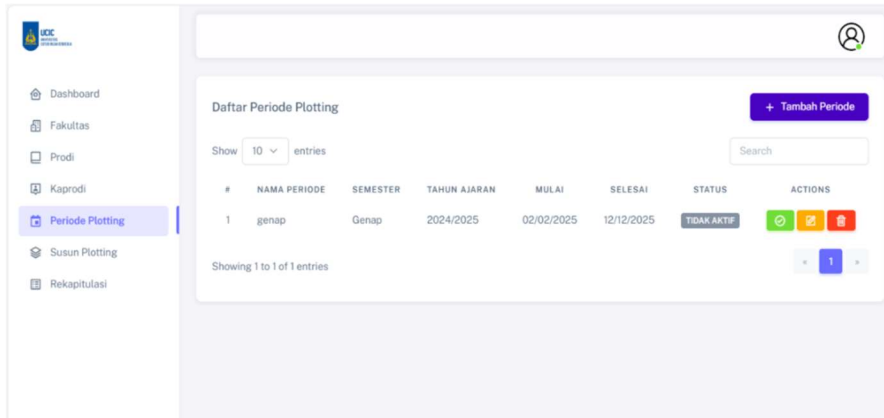 UCIC
Dashboard
Fakultas
Prodi
Kaprodi
Periode Plotting
Susun Plotting
Rekapitulasi
Daftar Periode Plotting
+ Tambah Periode
Show 10 entries
Search
# NAMA PERIODE SEMESTER TAHUN AJARAN MULAI SELESAI STATUS ACTIONS
1 genap Genap 2024/2025 02/02/2025 12/12/2025 TIDAK AKTIF
Showing 1 to 1 of 1 entries
« 1 »